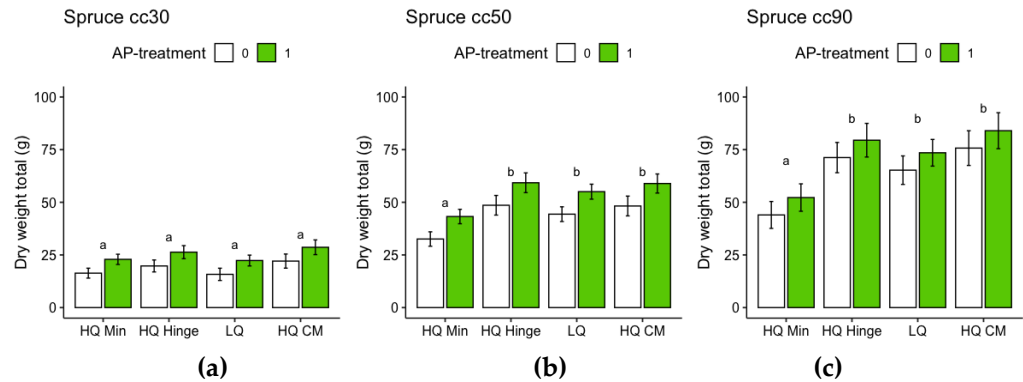 Spruce cc30
AP-treatment 0 1
Dry weight total (g)
100
75
50
25
0
a a a a
HQ Min HQ Hinge LQ HQ CM
(a)
Spruce cc50
AP-treatment 0 1
Dry weight total (g)
100
75
50
25
0
a b b b
HQ Min HQ Hinge LQ HQ CM
(b)
Spruce cc90
AP-treatment 0 1
Dry weight total (g)
100
75
50
25
0
a b b b
HQ Min HQ Hinge LQ HQ CM
(c)